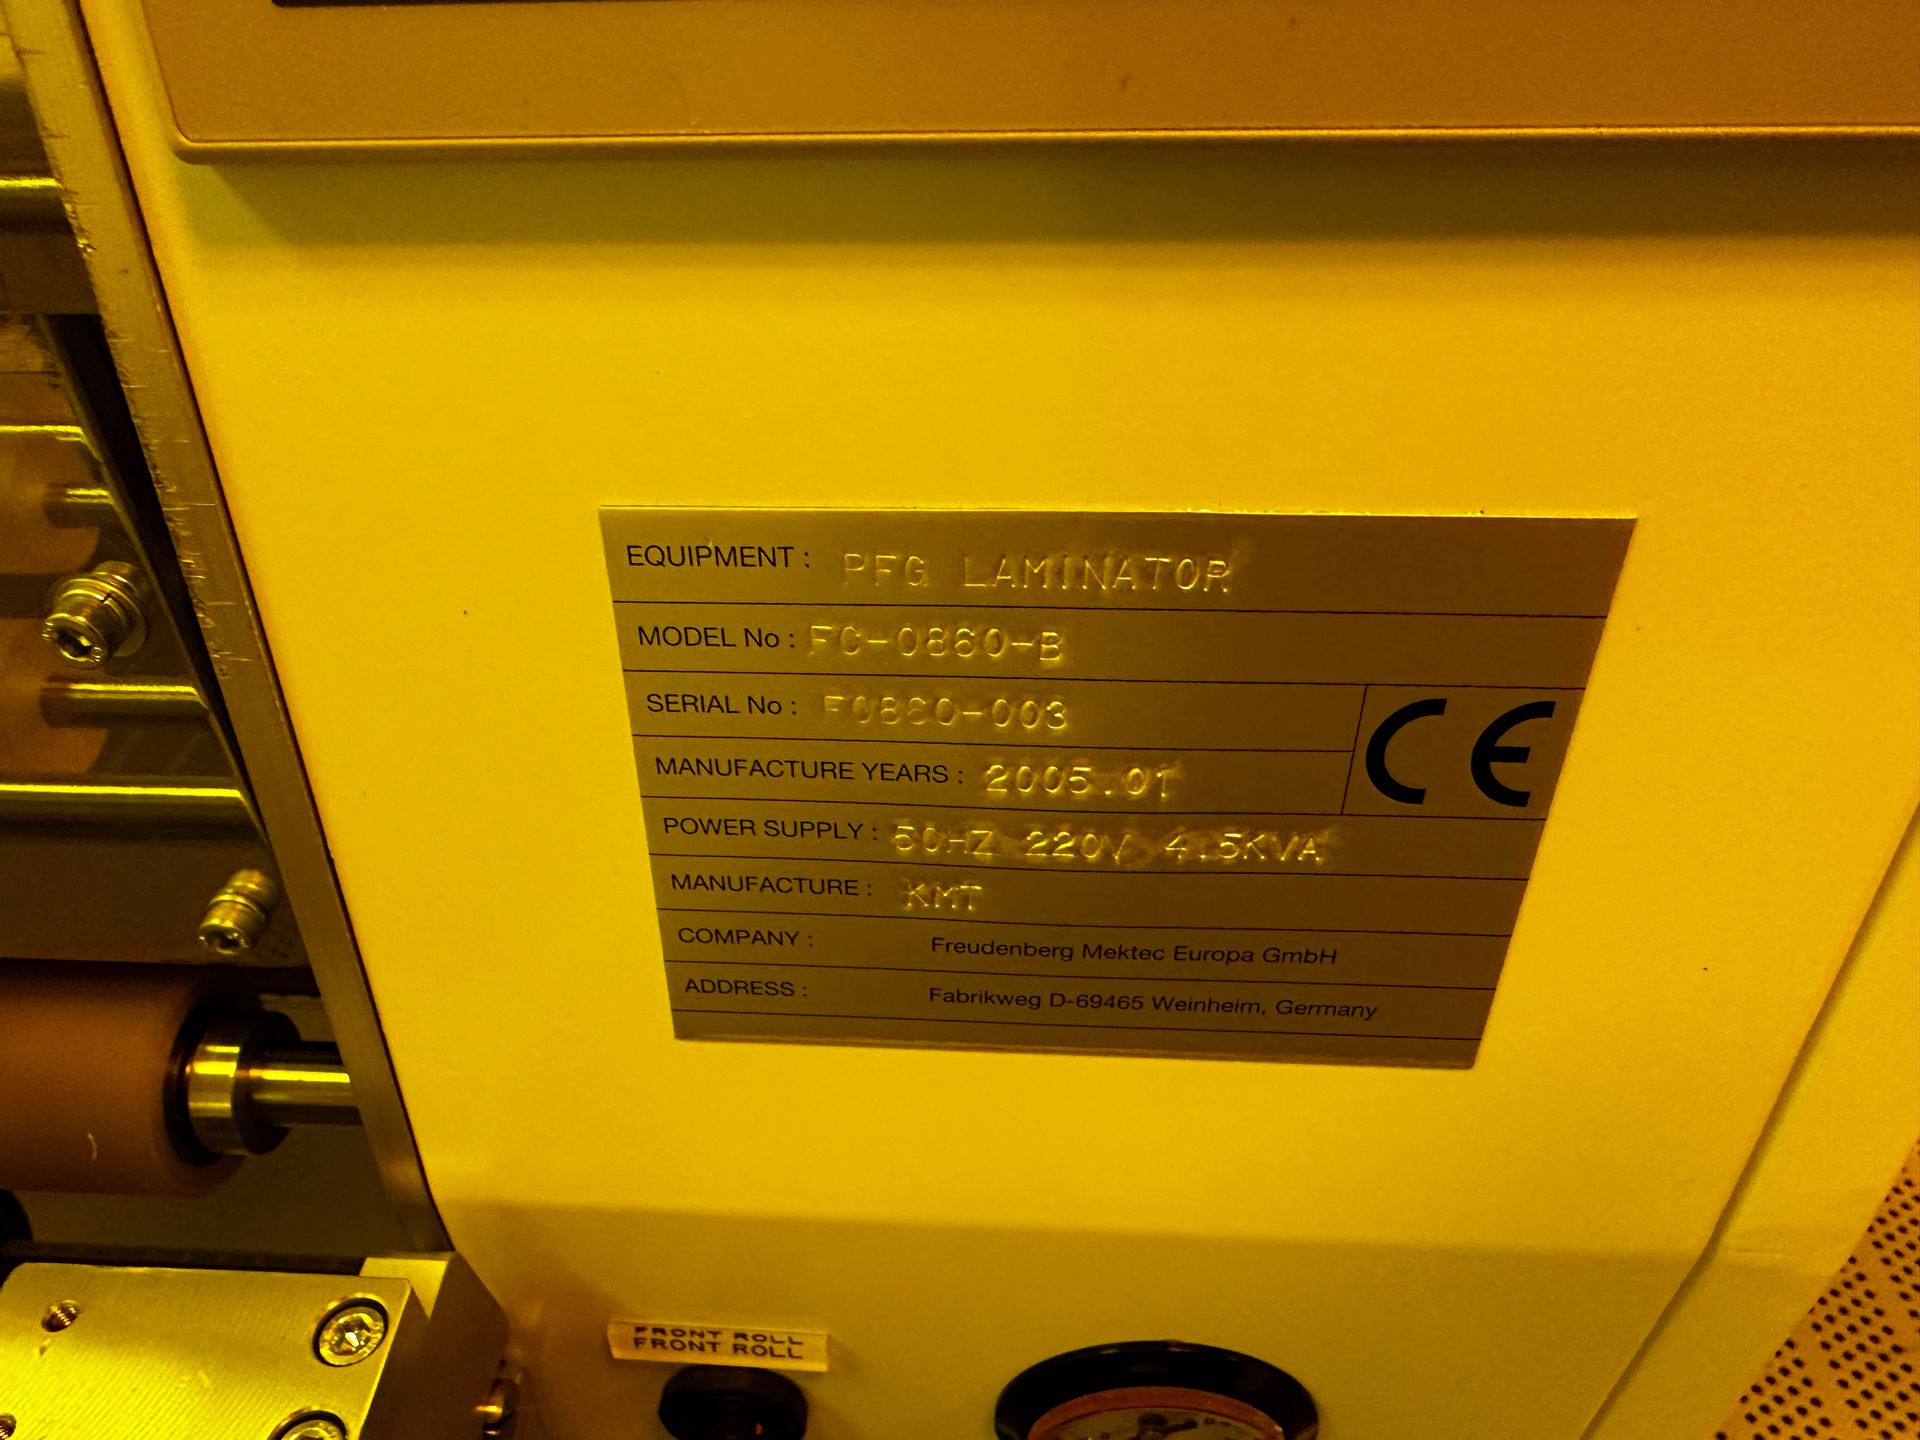 EQUIPMENT : PFG LAMINATOR
MODEL No : FC-0860-B
SERIAL No : F0860-003
MANUFACTURE YEARS : 2005.01
CE
POWER SUPPLY : 50HZ 220V 4.5KVA
MANUFACTURE : KMT
COMPANY : Freudenberg Mektec Europa GmbH
ADDRESS : Fabrikweg D-69465 Weinheim, Germany
FRONT ROLL
FRONT ROLL